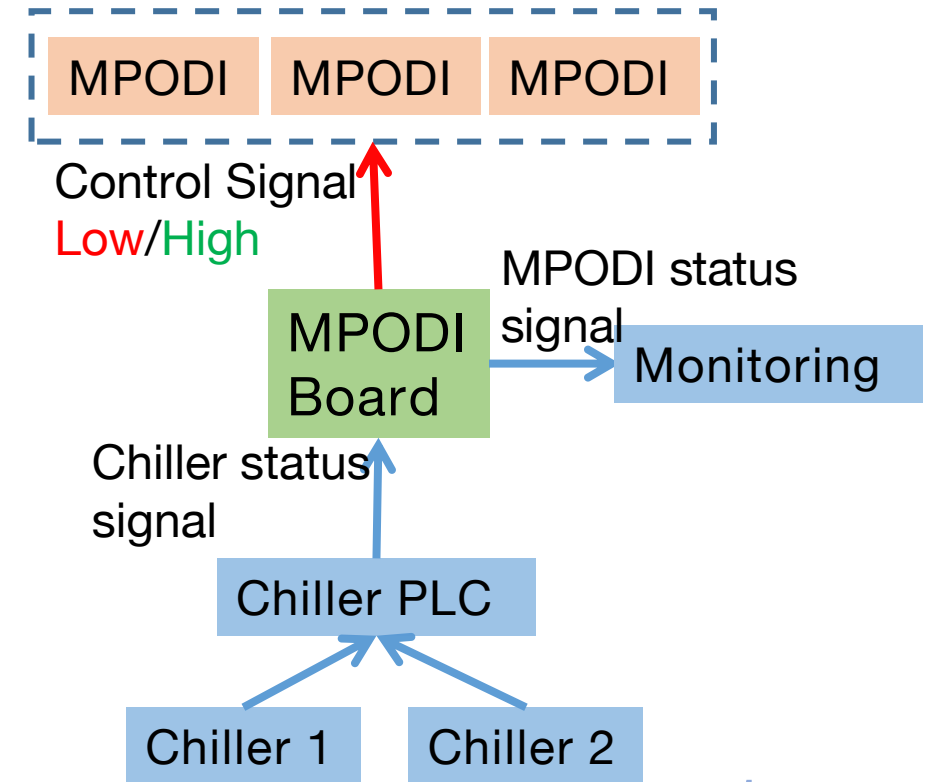 MPODI MPODI MPODI
Control Signal
Low/High
MPODI status
signal
MPODI
Board
Monitoring
Chiller status
signal
Chiller PLC
Chiller 1 Chiller 2